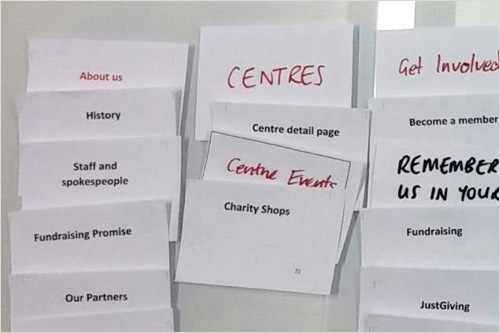 About us
History
Staff and
spokespeople
Fundraising Promise
Our Partners
CENTRES
Centre detail page
Centre Events
Charity Shops
21
Get Involved
Become a member
REMEMBER
US IN YOUR
Fundraising
JustGiving